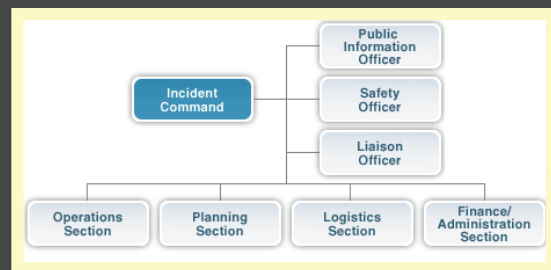 Public
Information
Officer
Incident
Command
Safety
Officer
Liaison
Officer
Operations
Section
Planning
Section
Logistics
Section
Finance/
Administration
Section